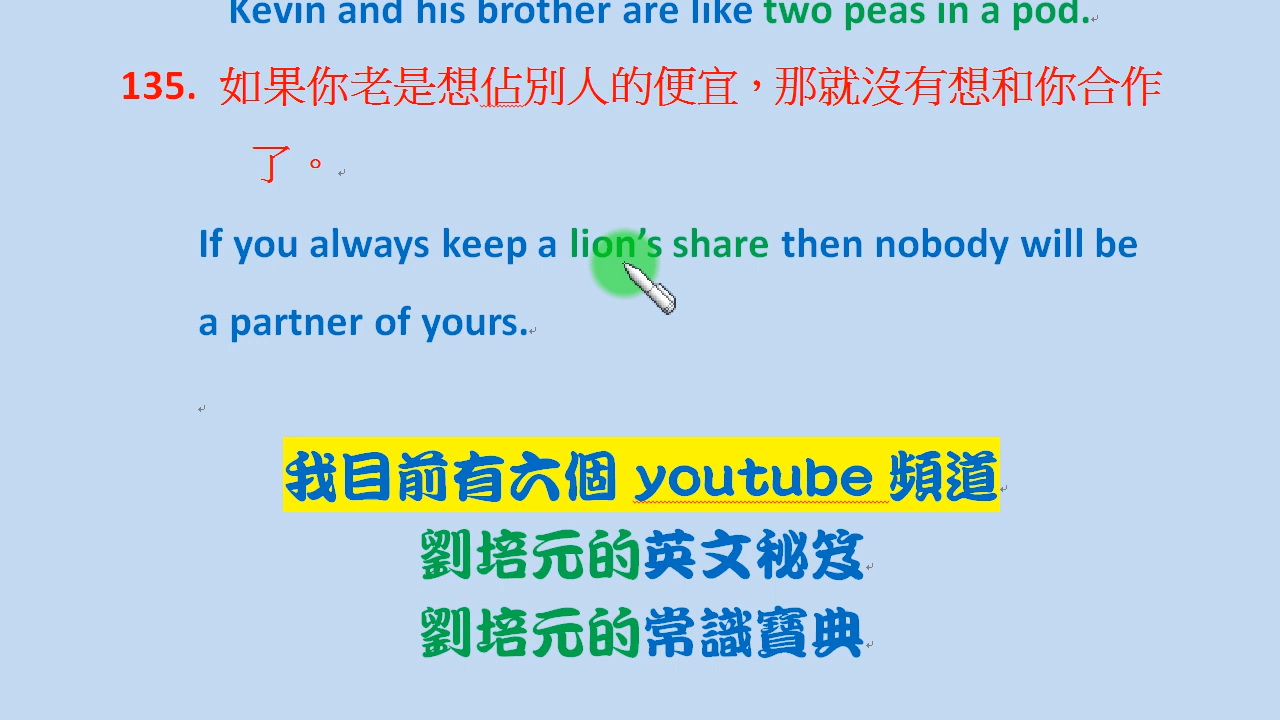 Kevin and his brother are like two peas in a pod.
135. 如果你老是想佔別人的便宜，那就沒有想和你合作
了。
If you always keep a lion's share then nobody will be
a partner of yours.
我目前有六個 youtube 頻道
劉培元的英文秘笈
劉培元的常識寶典